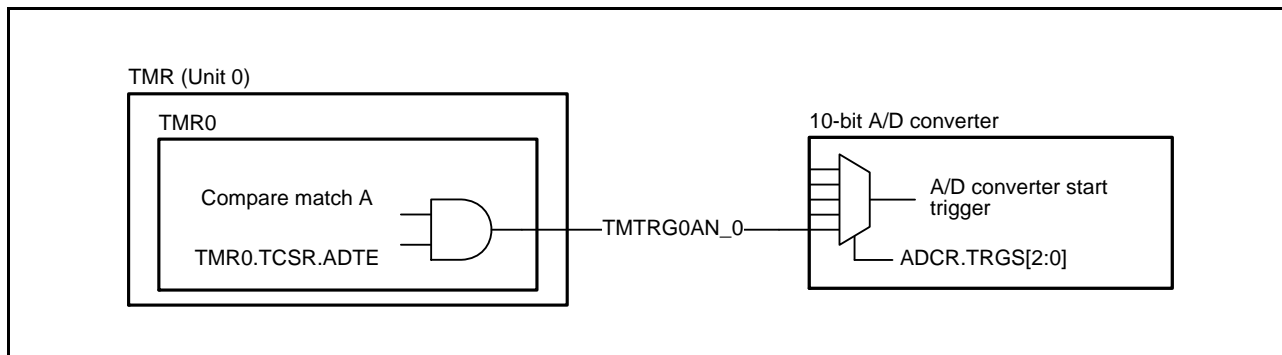 TMR (Unit 0)
TMR0
Compare match A
TMR0.TCSR.ADTE
TMTRG0AN_0
10-bit A/D converter
A/D converter start
trigger
ADCR.TRGS[2:0]